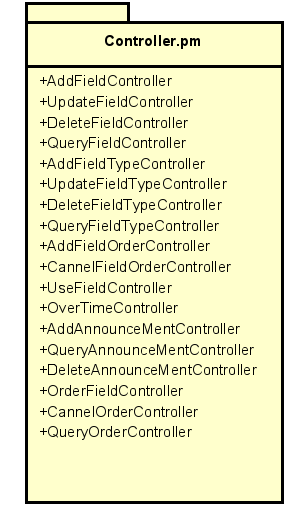 Controller.pm
+AddFieldController
+UpdateFieldController
+DeleteFieldController
+QueryFieldController
+AddFieldTypeController
+UpdateFieldTypeController
+DeleteFieldTypeController
+QueryFieldTypeController
+AddFieldOrderController
+CannelFieldOrderController
+UseFieldController
+OverTimeController
+AddAnnounceMentController
+QueryAnnounceMentController
+DeleteAnnounceMentController
+OrderFieldController
+CannelOrderController
+QueryOrderController